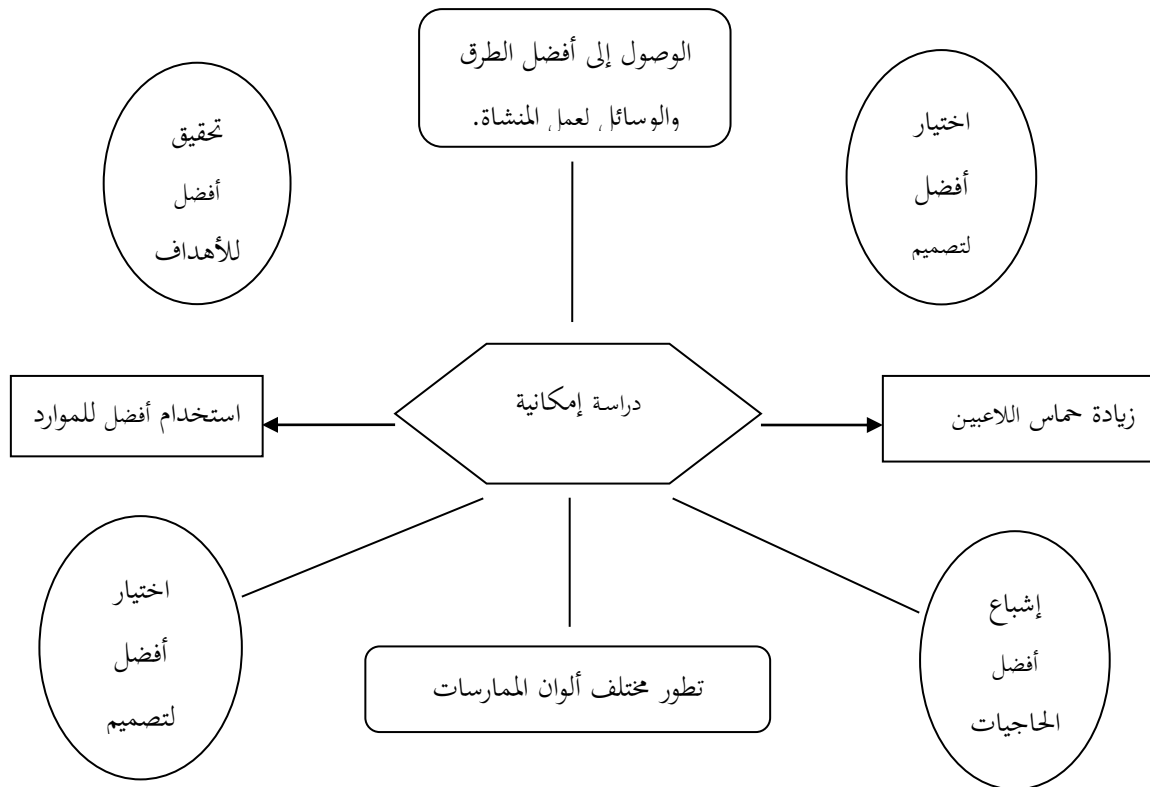 الوصول إلى أفضل الطرق
والوسائل لعمل المنشاة.
اختيار
أفضل
لتصميم
تحقيق
أفضل
للأهداف
زيادة حماس اللاعبين
دراسة إمكانية
استخدام أفضل للموارد
إشباع
أفضل
الحاجيات
تطور مختلف ألوان الممارسات
اختيار
أفضل
لتصميم